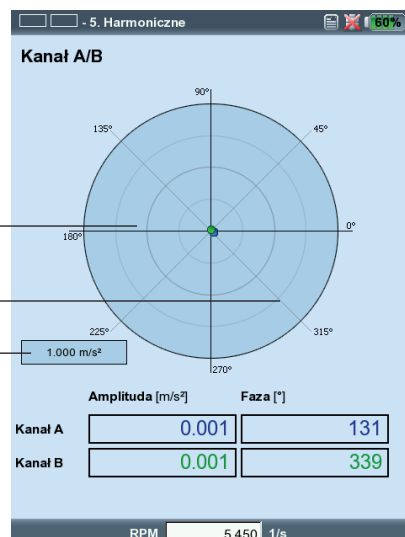 - 5. Harmoniczne 60%
Kanał A/B
90°
135° 45°
180° 0°
225° 315°
1.000 m/s²
270°
Amplituda [m/s²] Faza [°]
Kanał A 0.001 131
Kanał B 0.001 339
RPM 5.450 1/s